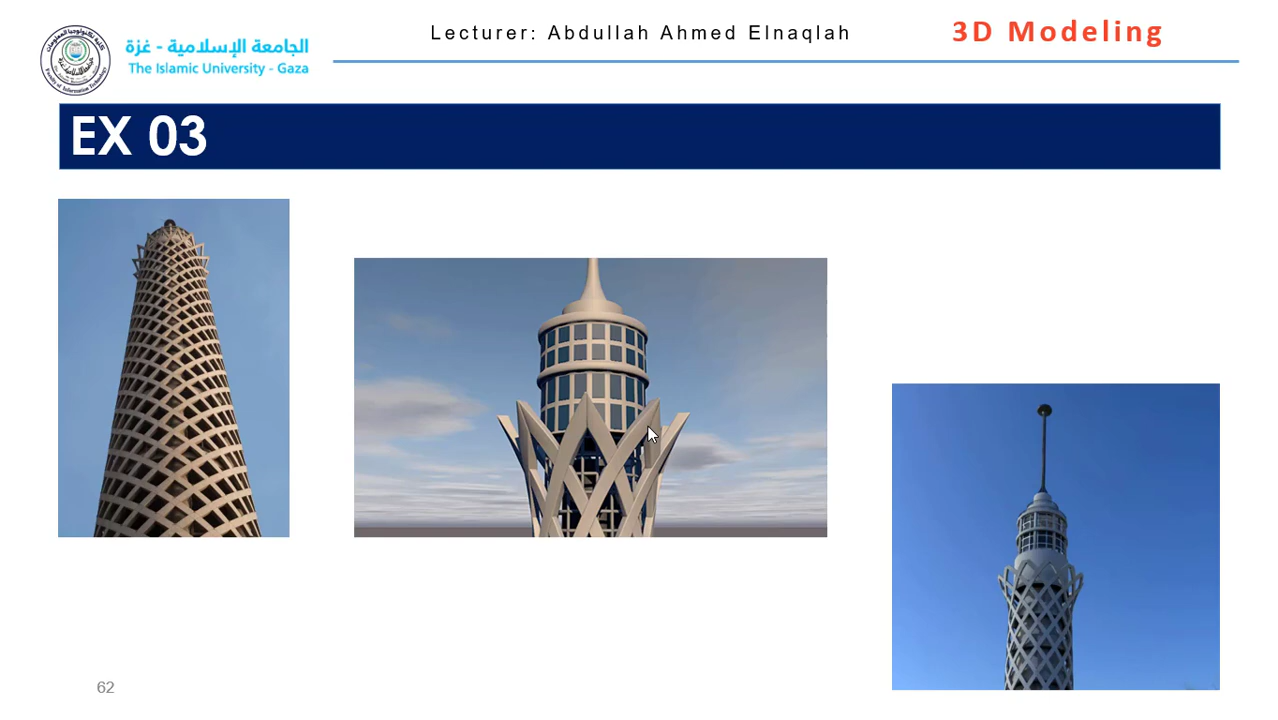 Lecturer: Abdullah Ahmed Elnaqlah
3D Modeling
الجامعة الإسلامية - غزة
The Islamic University - Gaza
EX 03
62